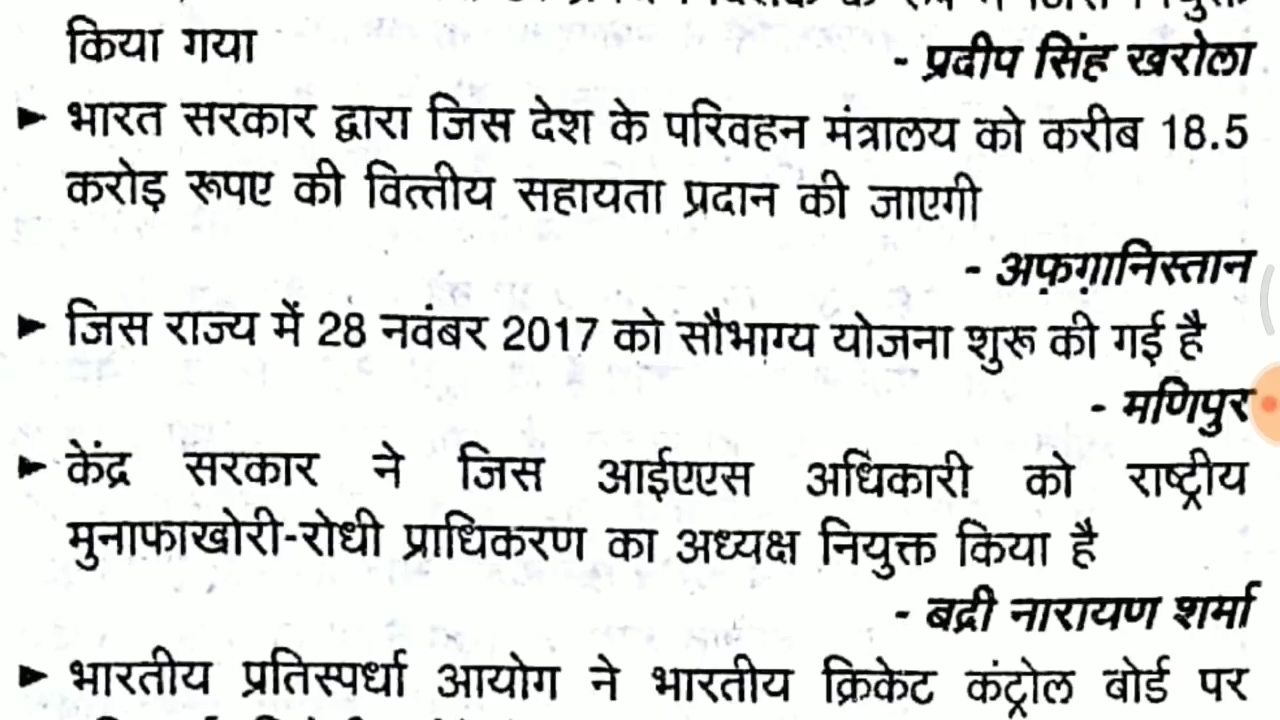 किया गया
- प्रदीप सिंह खरोला
► भारत सरकार द्वारा जिस देश के परिवहन मंत्रालय को करीब 18.5
करोड़ रूपए की वित्तीय सहायता प्रदान की जाएगी
- अफ़ग़ानिस्तान
► जिस राज्य में 28 नवंबर 2017 को सौभाग्य योजना शुरू की गई है
- मणिपुर
► केंद्र सरकार ने जिस आईएएस अधिकारी को राष्ट्रीय
मुनाफाखोरी-रोधी प्राधिकरण का अध्यक्ष नियुक्त किया है
- बद्री नारायण शर्मा
► भारतीय प्रतिस्पर्धा आयोग ने भारतीय क्रिकेट कंट्रोल बोर्ड पर